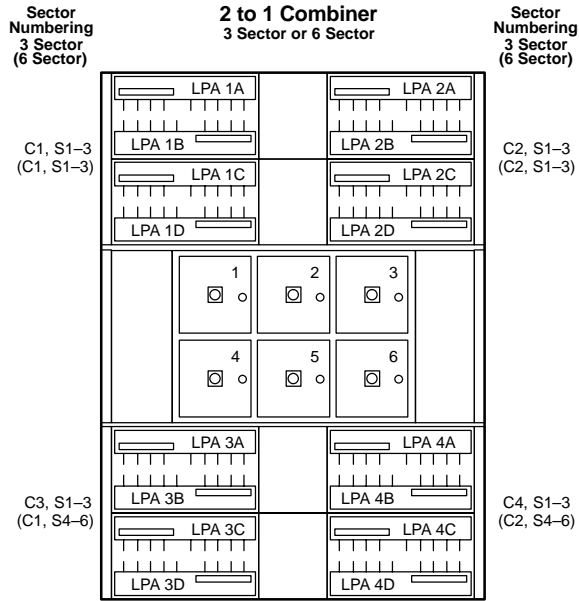 Sector
Numbering
3 Sector
(6 Sector)
2 to 1 Combiner
3 Sector or 6 Sector
Sector
Numbering
3 Sector
(6 Sector)
LPA 1A
LPA 2A
LPA 1B
LPA 2B
C1, S1–3
(C1, S1–3)
C2, S1–3
(C2, S1–3)
LPA 1C
LPA 2C
LPA 1D
LPA 2D
1
2
3
4
5
6
LPA 3A
LPA 4A
LPA 3B
LPA 4B
C3, S1–3
(C1, S4–6)
C4, S1–3
(C2, S4–6)
LPA 3C
LPA 4C
LPA 3D
LPA 4D